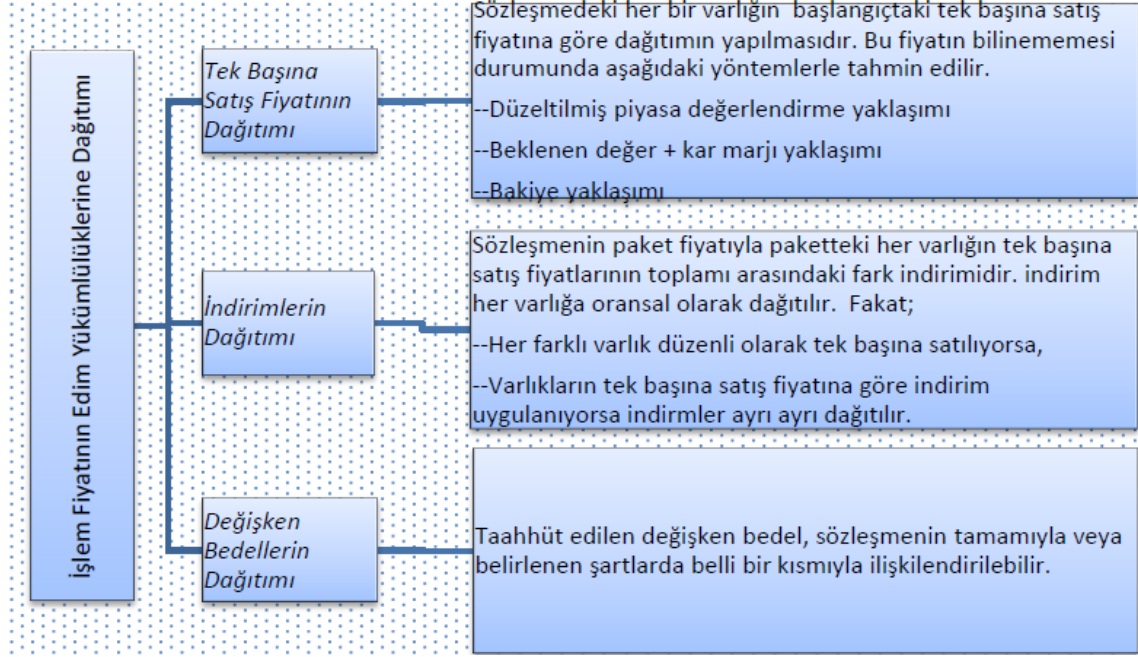 İşlem Fiyatının Edim Yükümlülüklerine Dağıtımı
Tek Başına
Satış Fiyatının
Dağıtımı
Sözleşmedeki her bir varlığın başlangıçtaki tek başına satış
fiyatına göre dağıtımın yapılmasıdır. Bu fiyatın bilinememesi
durumunda aşağıdaki yöntemlerle tahmin edilir.
--Düzeltilmiş piyasa değerlendirme yaklaşımı
--Beklenen değer + kar marjı yaklaşımı
--Bakiye yaklaşımı
İndirimlerin
Dağıtımı
Sözleşmenin paket fiyatıyla paketteki her varlığın tek başına
satış fiyatlarının toplamı arasındaki fark indirimidir. indirim
her varlığa oransal olarak dağıtılır. Fakat;
--Her farklı varlık düzenli olarak tek başına satılıyorsa,
--Varlıkların tek başına satış fiyatına göre indirim
uygulanıyorsa indirmler ayrı ayrı dağıtılır.
Değişken
Bedellerin
Dağıtımı
Taahhüt edilen değişken bedel, sözleşmenin tamamıyla veya
belirlenen şartlarda belli bir kısmıyla ilişkilendirilebilir.